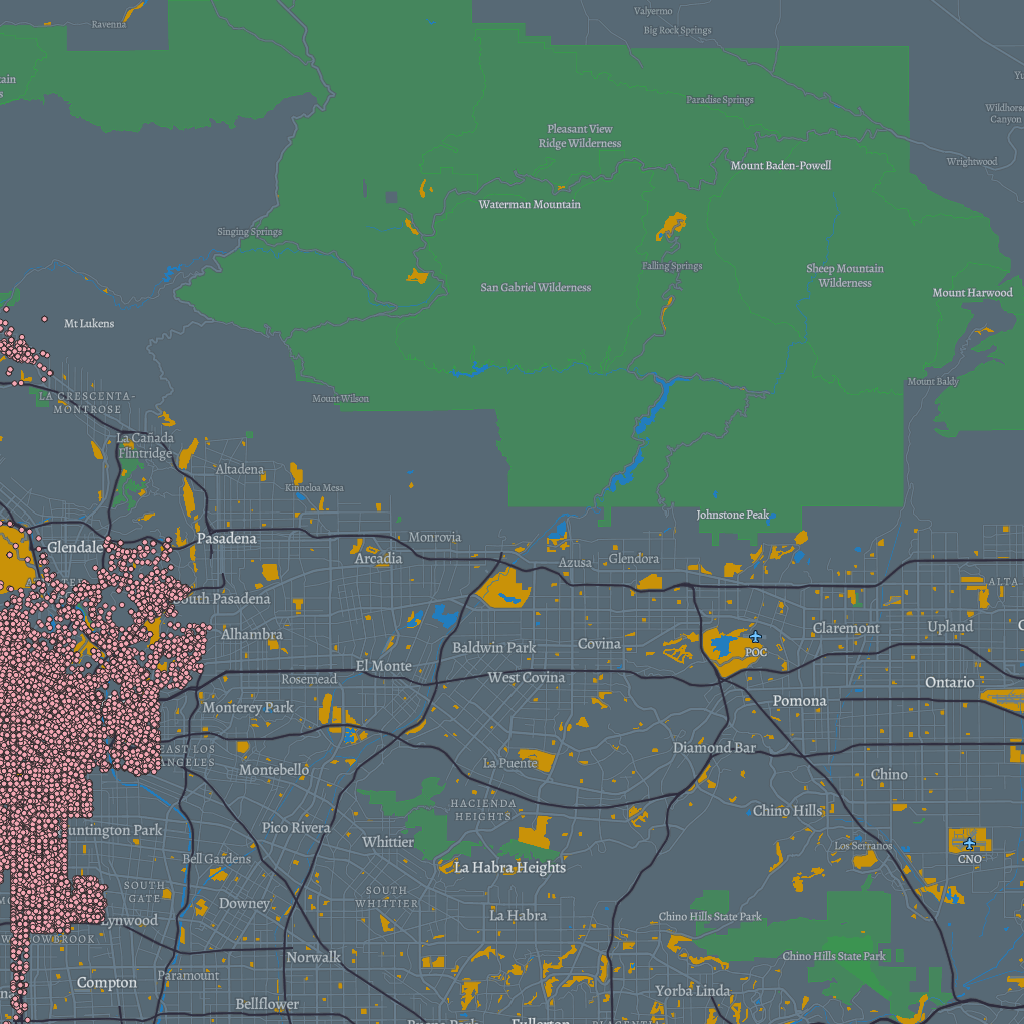 Valyermo
Ravenna
Big Rock Springs
Paradise Springs
Wildhorse
Canyon
Pleasant View
Ridge Wilderness
Mount Baden-Powell
Wrightwood
Waterman Mountain
Singing Springs
Falling Springs
Sheep Mountain
Wilderness
San Gabriel Wilderness
Mount Harwood
Mt Lukens
Mount Baldy
LA CRESCENTA-
MONTROSE
Mount Wilson
La Cañada
Flintridge
Altadena
Kinneloa Mesa
Johnstone Peak
Pasadena
Monrovia
Glendale
Arcadia
Azusa
Glendora
ALTA
South Pasadena
Alhambra
Claremont
Upland
Baldwin Park
Covina
POC
El Monte
Rosemead
West Covina
Ontario
Monterey Park
Pomona
EAST LOS
ANGELES
Diamond Bar
La Puente
Montebello
Chino
HACIENDA
HEIGHTS
Chino Hills
Huntington Park
Pico Rivera
Whittier
Los Serranos
Bell Gardens
CNO
La Habra Heights
SOUTH
GATE
SOUTH
WHITTIER
Downey
Lynwood
La Habra
Chino Hills State Park
WILLOWBROOK
Norwalk
Chino Hills State Park
Compton
Paramount
Yorba Linda
Bellflower
Buena Park
Fullerton
PLACENTIA